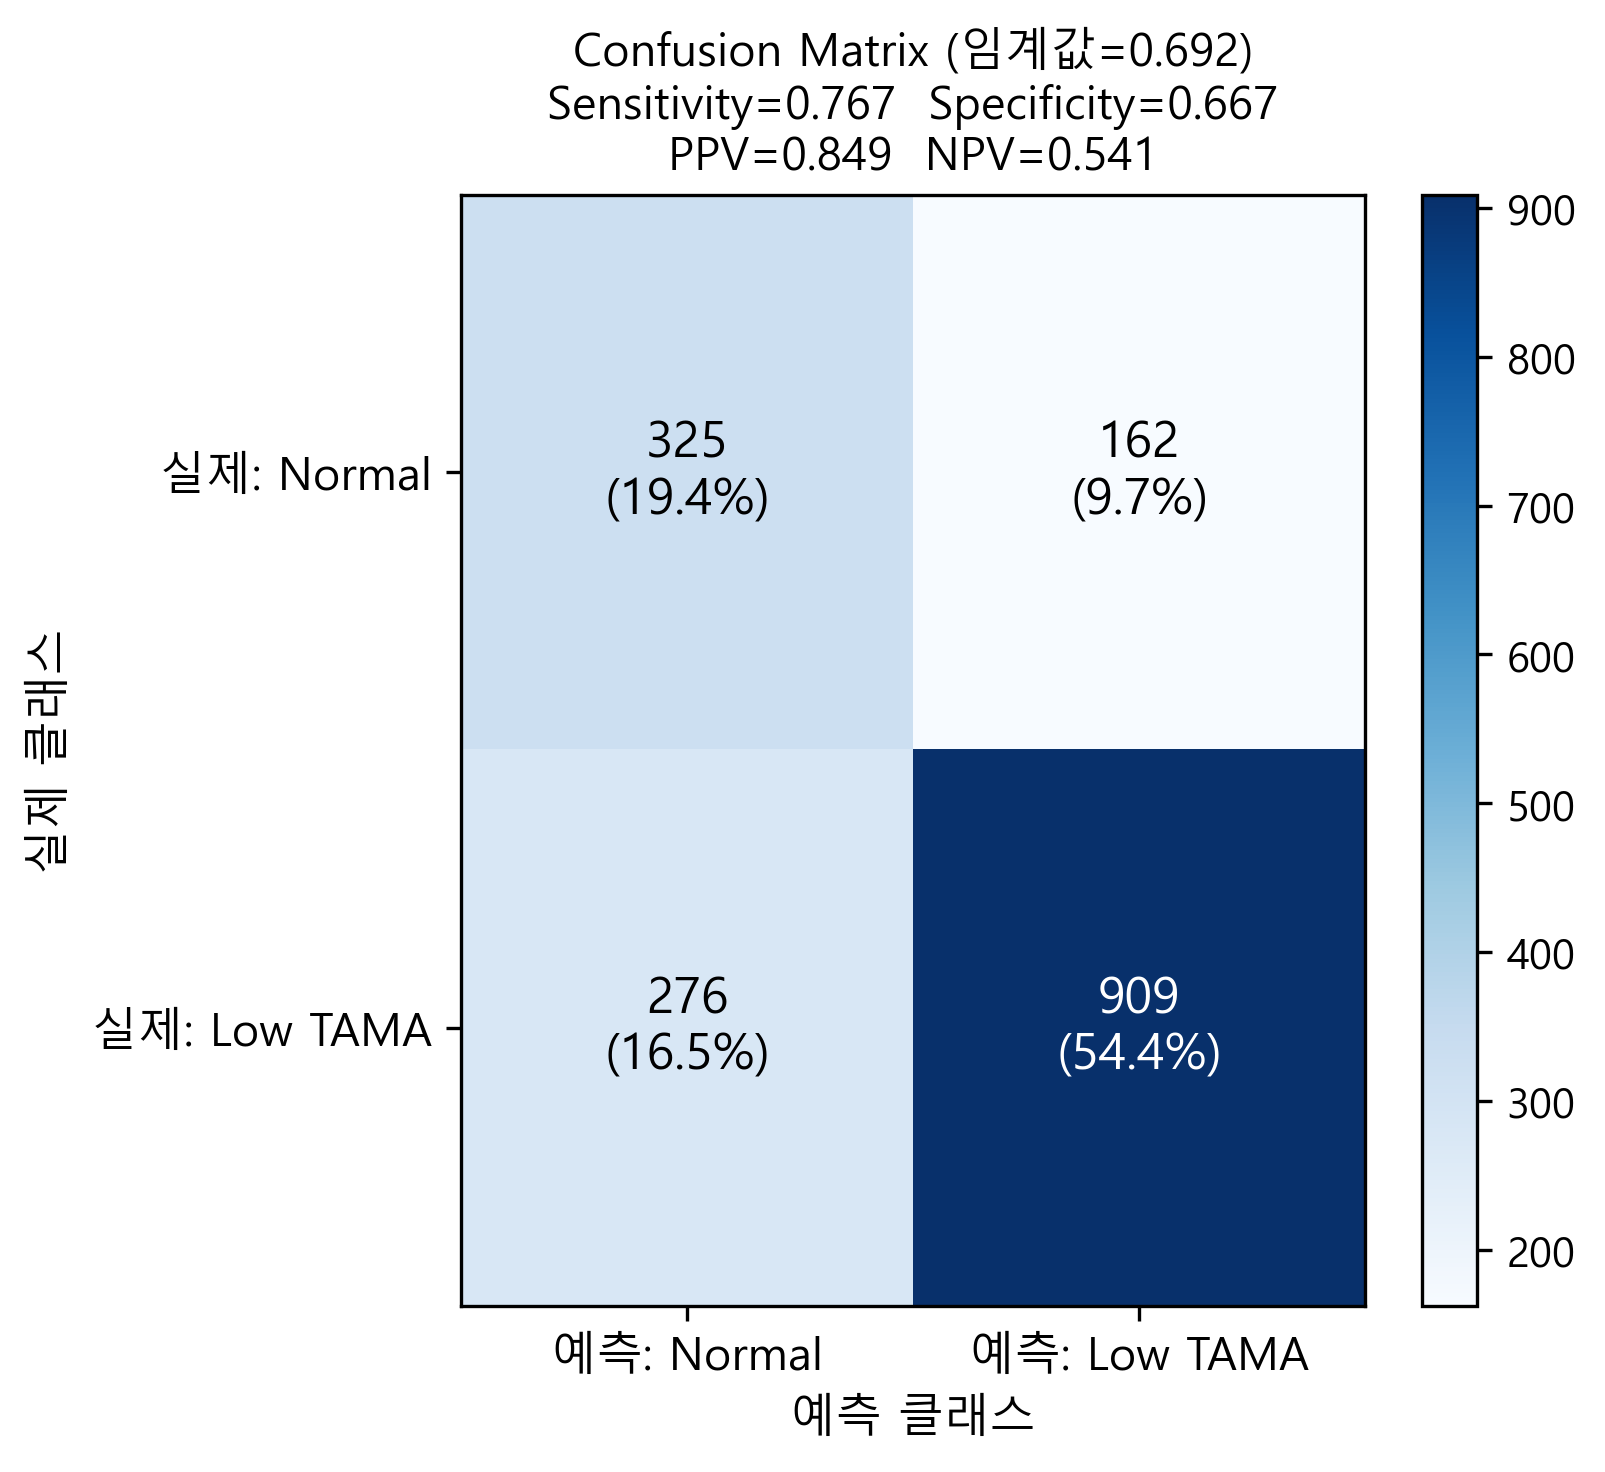 Confusion Matrix (임계값=0.692)
Sensitivity=0.767 Specificity=0.667
PPV=0.849 NPV=0.541
실제 클래스
실제: Normal
325
(19.4%)
162
(9.7%)
실제: Low TAMA
276
(16.5%)
909
(54.4%)
예측: Normal
예측: Low TAMA
예측 클래스
900
800
700
600
500
400
300
200